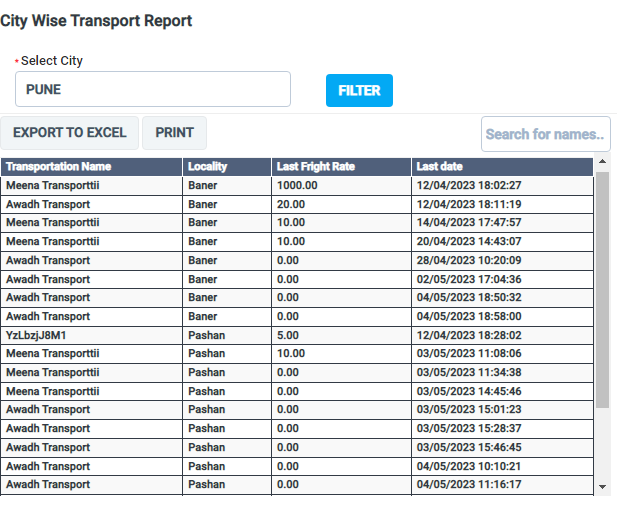 City Wise Transport Report
* Select City
PUNE
FILTER
EXPORT TO EXCEL PRINT Search for names..
Transportation Name Locality Last Fright Rate Last date
Meena Transporttii Baner 1000.00 12/04/2023 18:02:27
Awadh Transport Baner 20.00 12/04/2023 18:11:19
Meena Transporttii Baner 10.00 14/04/2023 17:47:57
Meena Transporttii Baner 10.00 20/04/2023 14:43:07
Awadh Transport Baner 0.00 28/04/2023 10:20:09
Awadh Transport Baner 0.00 02/05/2023 17:04:36
Awadh Transport Baner 0.00 04/05/2023 18:50:32
Awadh Transport Baner 0.00 04/05/2023 18:58:00
YzLbzjJ8M1 Pashan 5.00 12/04/2023 18:28:02
Meena Transporttii Pashan 10.00 03/05/2023 11:08:06
Meena Transporttii Pashan 0.00 03/05/2023 11:34:38
Meena Transporttii Pashan 0.00 03/05/2023 14:45:46
Awadh Transport Pashan 0.00 03/05/2023 15:01:23
Awadh Transport Pashan 0.00 03/05/2023 15:28:37
Awadh Transport Pashan 0.00 03/05/2023 15:46:45
Awadh Transport Pashan 0.00 04/05/2023 10:10:21
Awadh Transport Pashan 0.00 04/05/2023 11:16:17